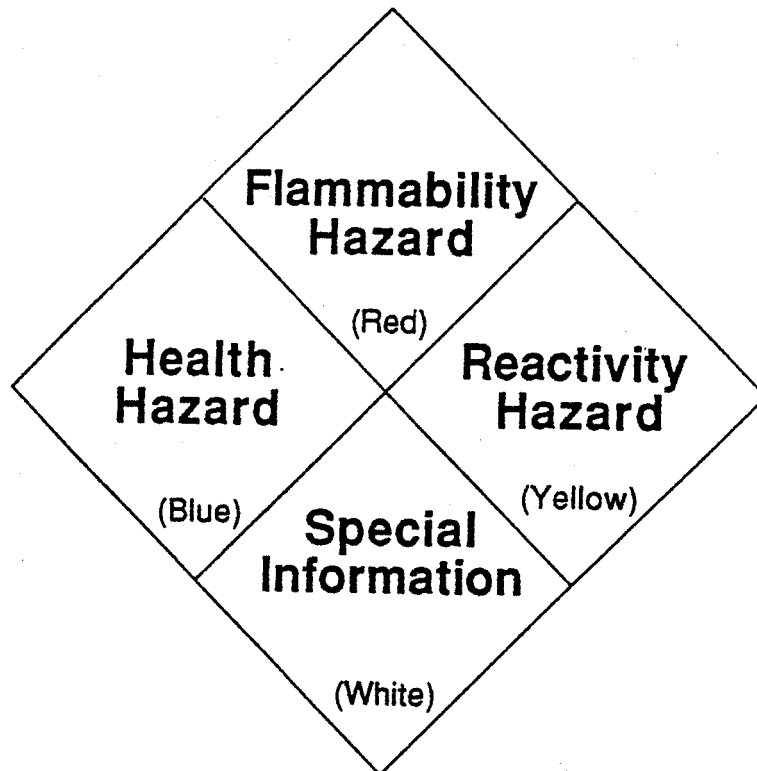 Flammability
Hazard
(Red)
Health
Hazard
(Blue)
Reactivity
Hazard
(Yellow)
Special
Information
(White)